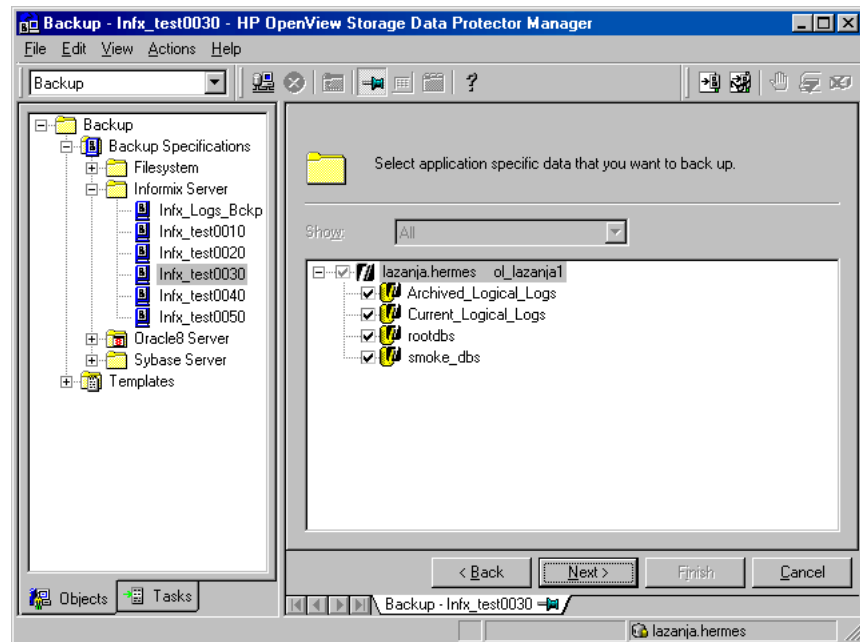 Backup - Infx_test0030 - HP OpenView Storage Data Protector Manager
File Edit View Actions Help
Backup
Backup
Backup Specifications
Filesystem
Informix Server
Infx_Logs_Bckp
Infx_test0010
Infx_test0020
Infx_test0030
Infx_test0040
Infx_test0050
Oracle8 Server
Sybase Server
Templates
Objects
Tasks
Select application specific data that you want to back up.
Show: All
lazanja.hermes ol_lazanja1
Archived_Logical_Logs
Current_Logical_Logs
rootdbs
smoke_dbs
< Back Next > Finish Cancel
Backup - Infx_test0030
lazanja.hermes